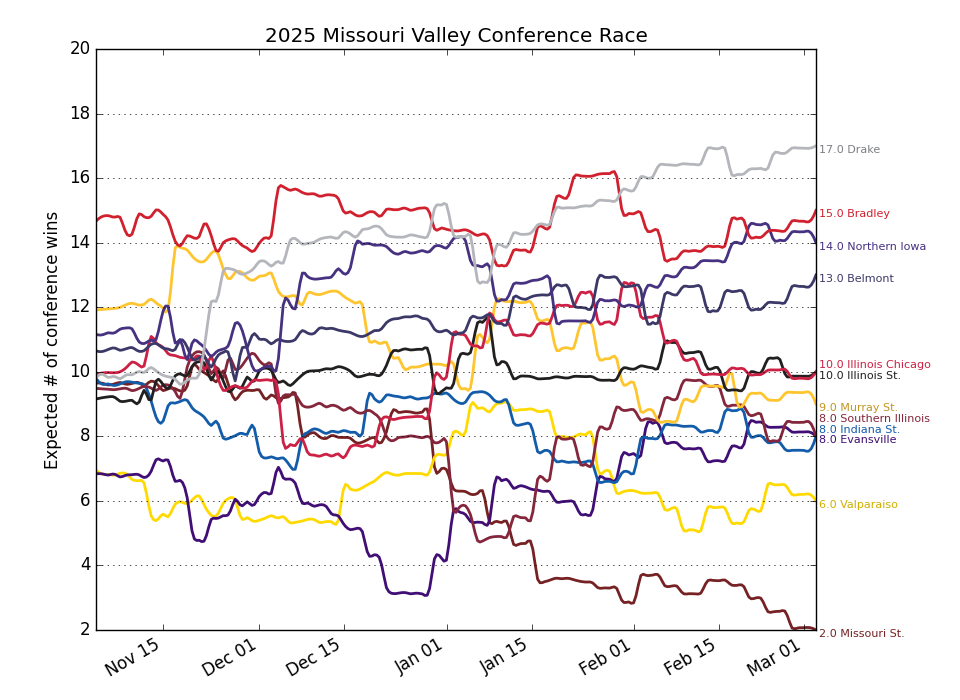 2025 Missouri Valley Conference Race
Expected # of conference wins
20
18
16
14
12
10
8
6
4
2
Nov 15
Dec 01
Dec 15
Jan 01
Jan 15
Feb 01
Feb 15
Mar 01
17.0 Drake
15.0 Bradley
14.0 Northern Iowa
13.0 Belmont
10.0 Illinois Chicago
10.0 Illinois St.
9.0 Murray St.
8.0 Southern Illinois
8.0 Indiana St.
8.0 Evansville
6.0 Valparaiso
2.0 Missouri St.